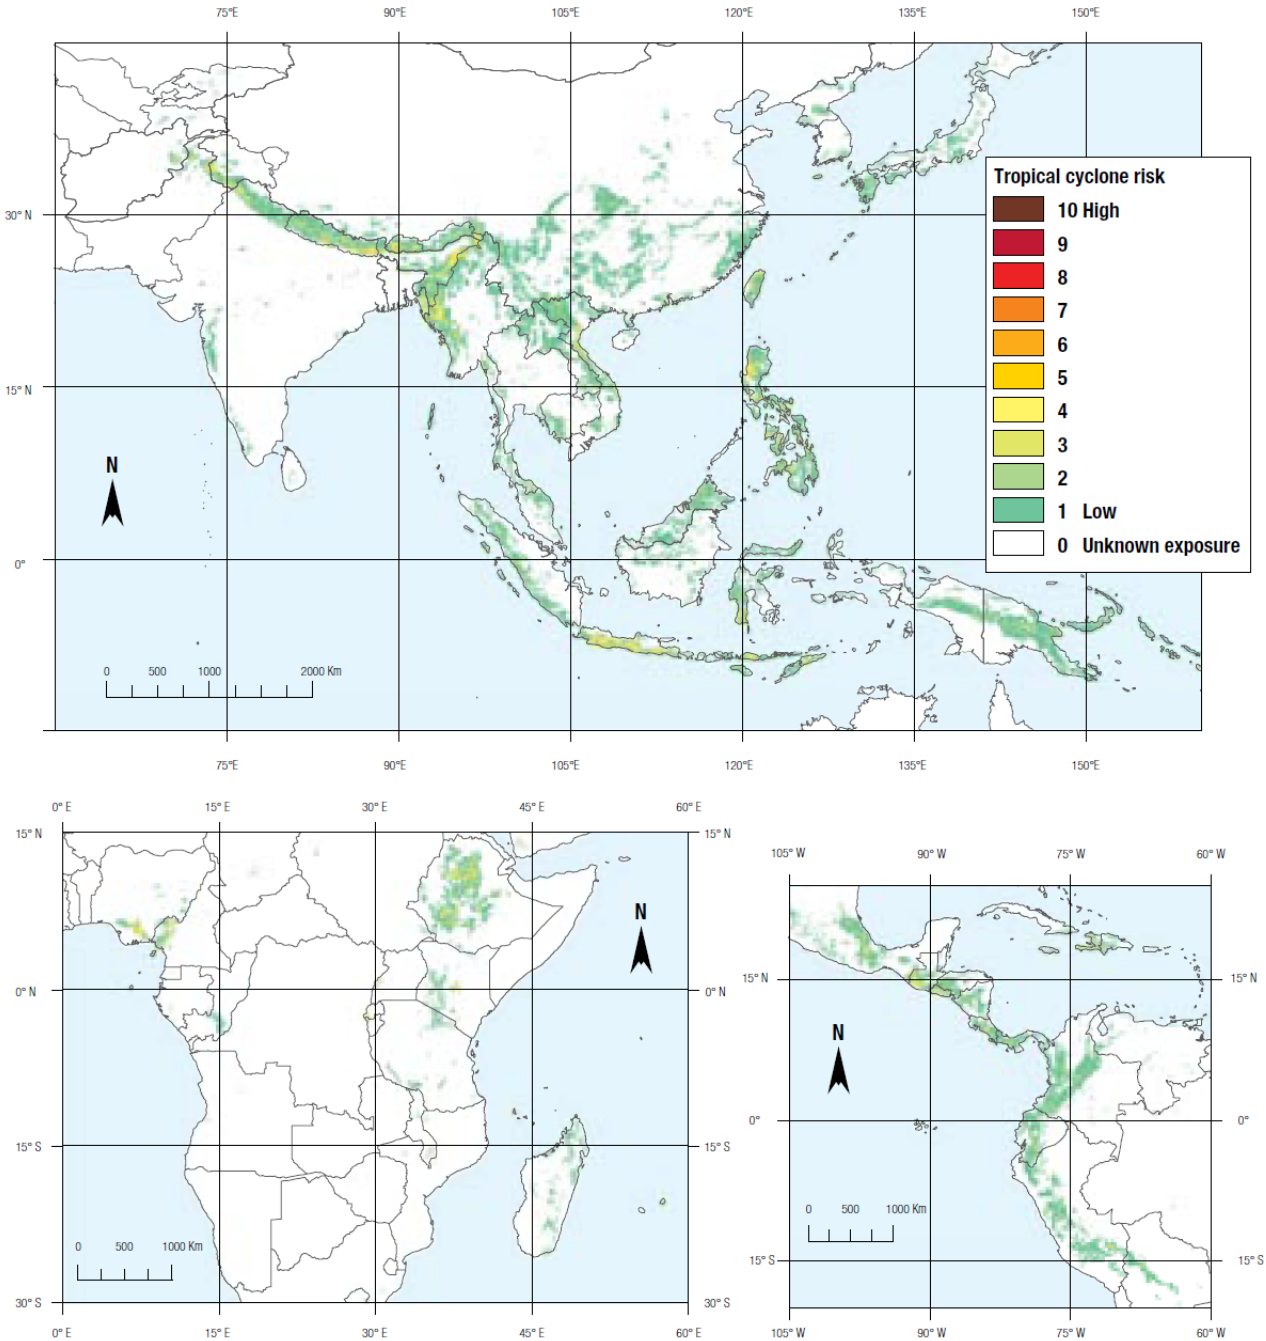 75°E 90°E 105°E 120°E 135°E 150°E
Tropical cyclone risk
10 High
9
8
7
6
5
4
3
2
1 Low
0 Unknown exposure
30° N
15° N
N
0°
0 500 1000 2000 Km
75°E 90°E 105°E 120°E 135°E 150°E
0° E 15° E 30° E 45° E 60° E
15° N 15° N
N
0° N 0° N
15° S 15° S
0 500 1000 Km
30° S 30° S
0° E 15° E 30° E 45° E 60° E
105° W 90° W 75° W 60° W
15° N 15° N
N
0° 0°
0 500 1000 Km
15° S 15° S
105° W 90° W 75° W 60° W